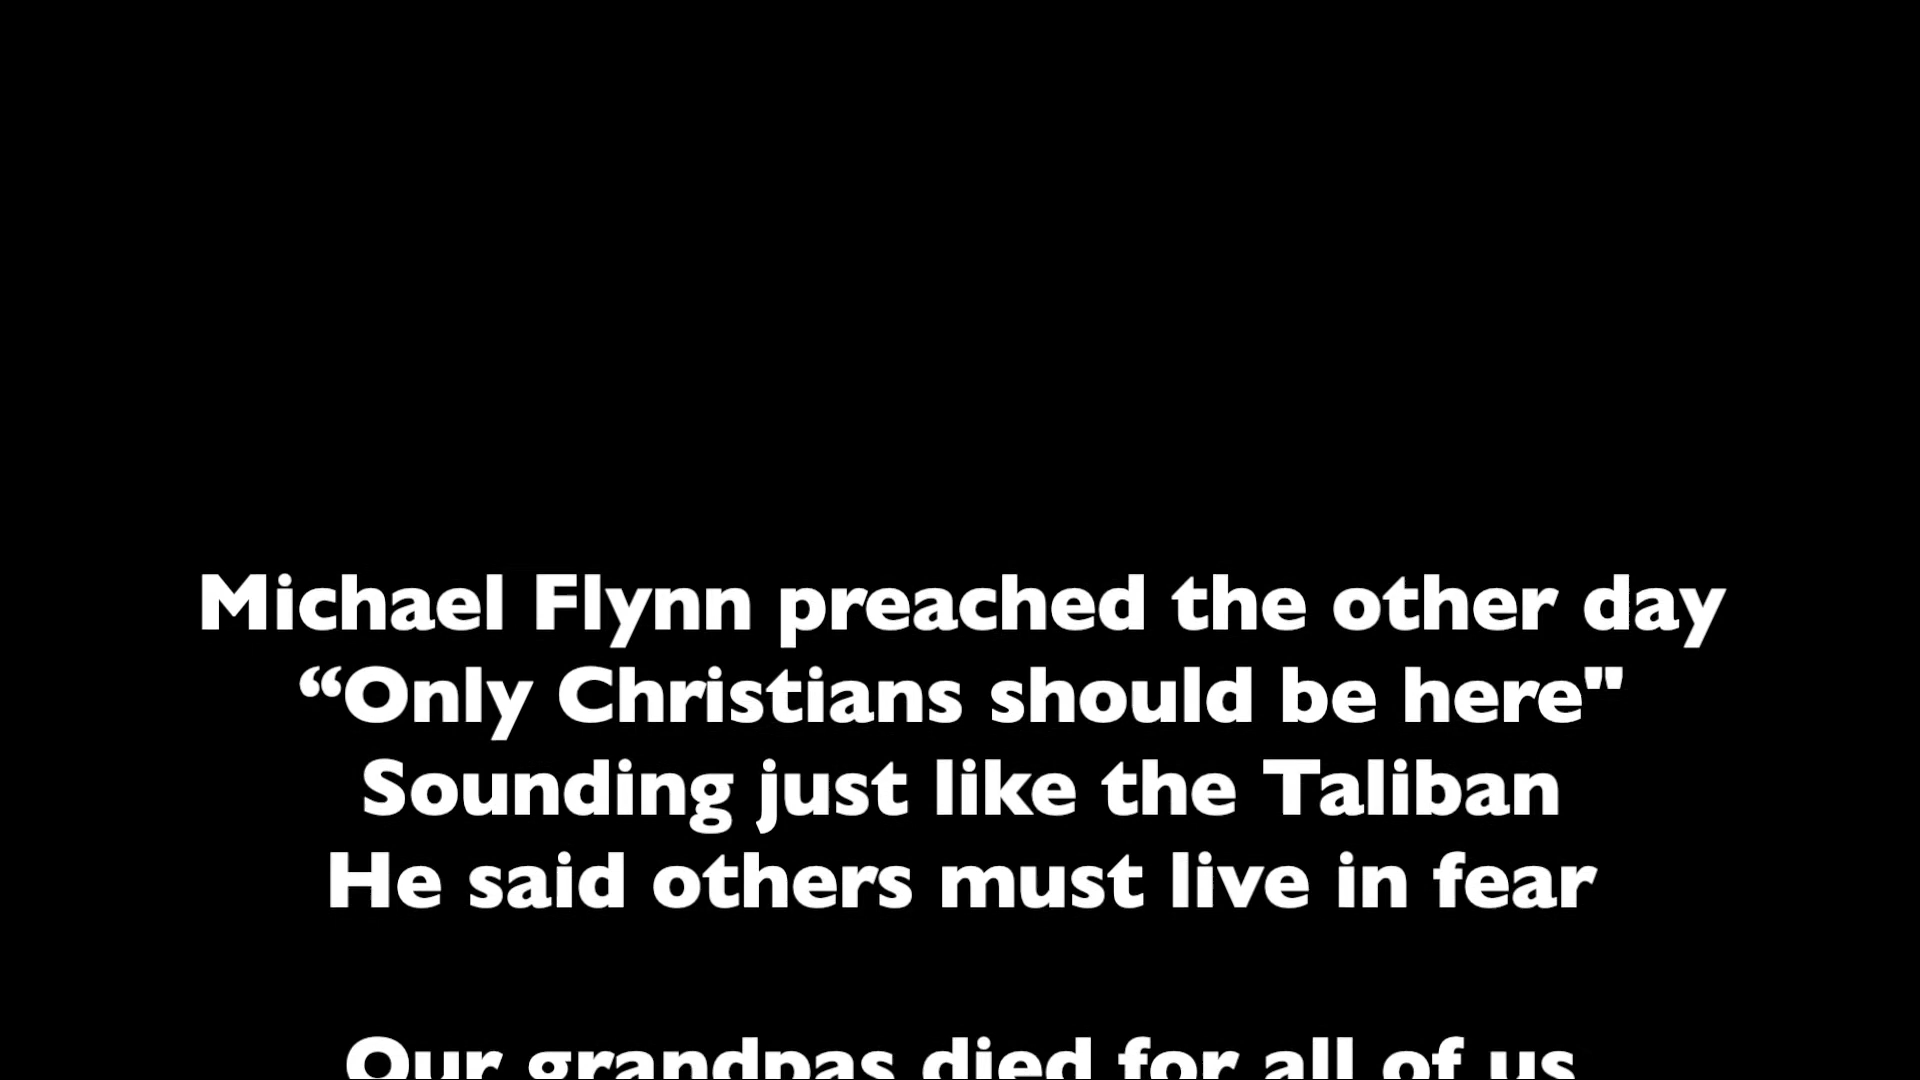 Michael Flynn preached the other day
“Only Christians should be here"
Sounding just like the Taliban
He said others must live in fear
Our grandpas died for all of us